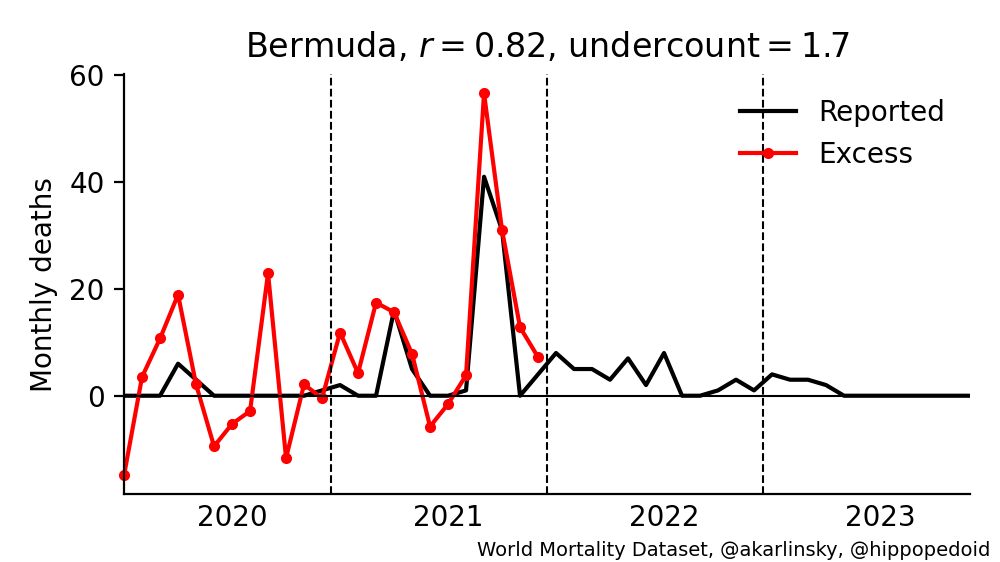 Bermuda, r = 0.82, undercount = 1.7
60
40
20
0
Monthly deaths
Reported
Excess
2020 2021 2022 2023
World Mortality Dataset, @akarlinsky, @hippopedoid